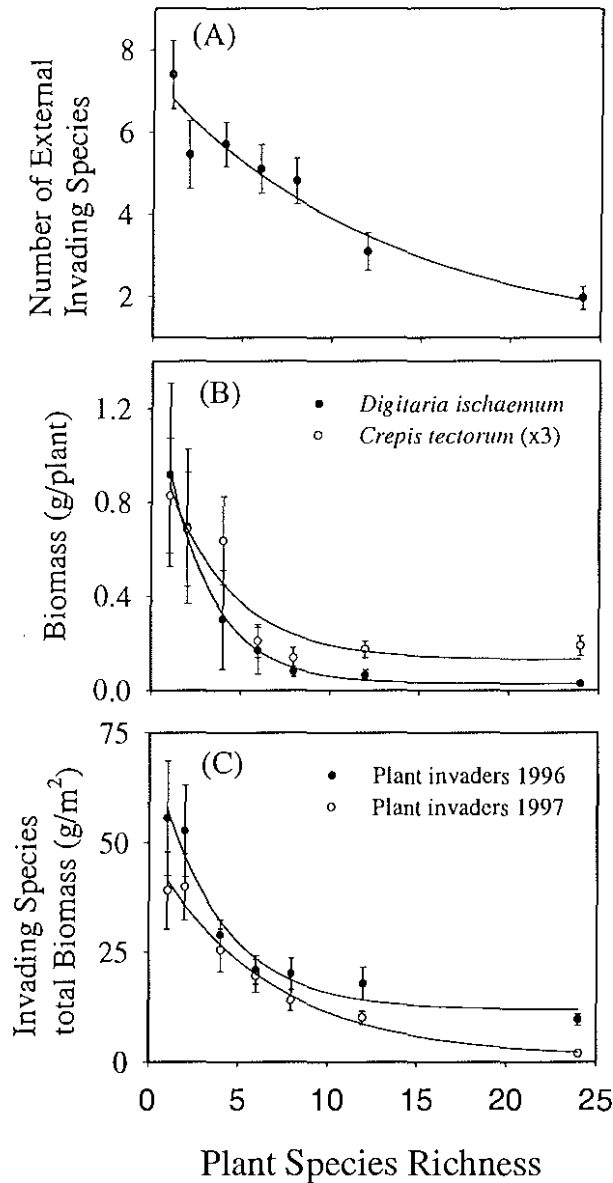 (A)
8
6
4
2
Number of External
Invading Species
(B)
Digitaria ischaemum
Crepis tectorum (x3)
1.2
0.8
0.4
0.0
Biomass (g/plant)
(C)
Plant invaders 1996
Plant invaders 1997
75
50
25
0
Invading Species
total Biomass (g/m²)
0 5 10 15 20 25
Plant Species Richness